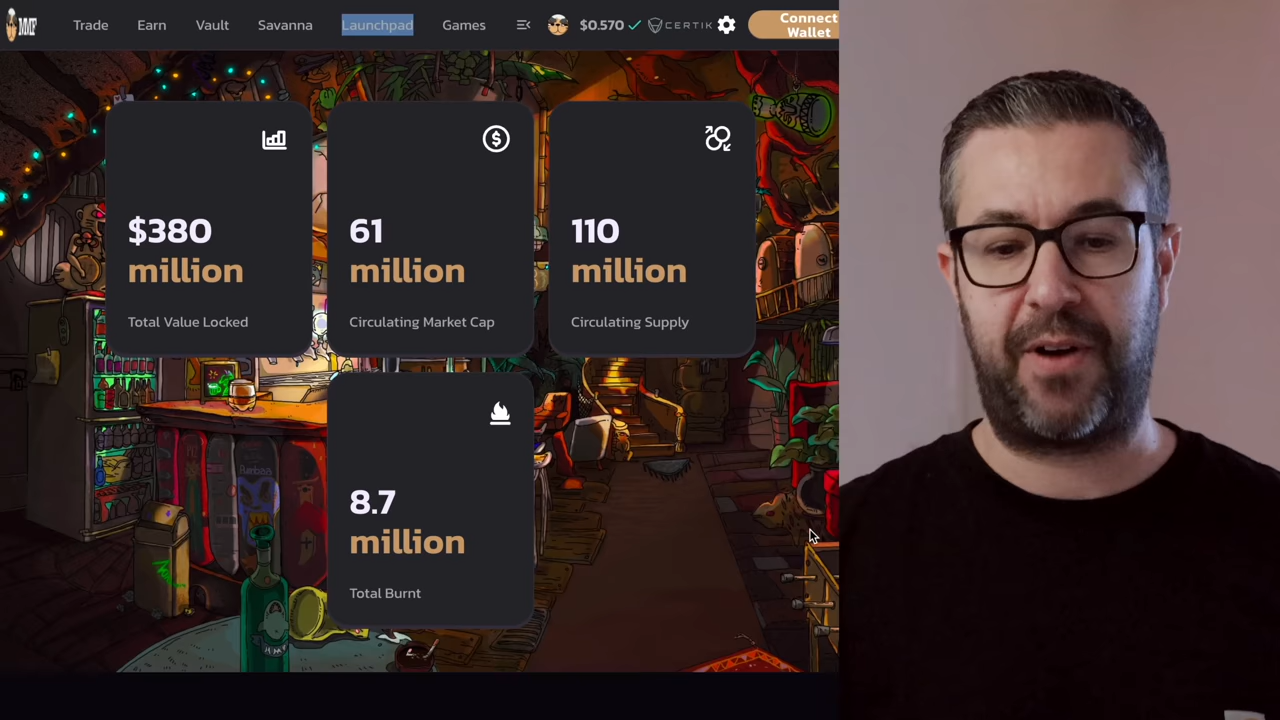 MMF Trade Earn Vault Savanna Launchpad Games $0.570 CERTIK Connect Wallet
$380 million
Total Value Locked
61 million
Circulating Market Cap
110 million
Circulating Supply
8.7 million
Total Burnt